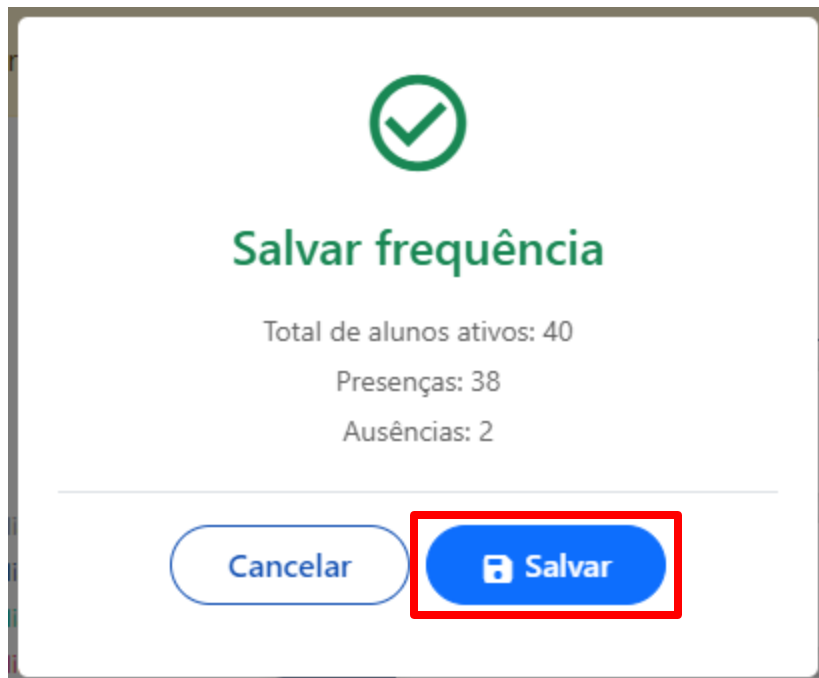 Salvar frequência
Total de alunos ativos: 40
Presenças: 38
Ausências: 2
Cancelar
Salvar